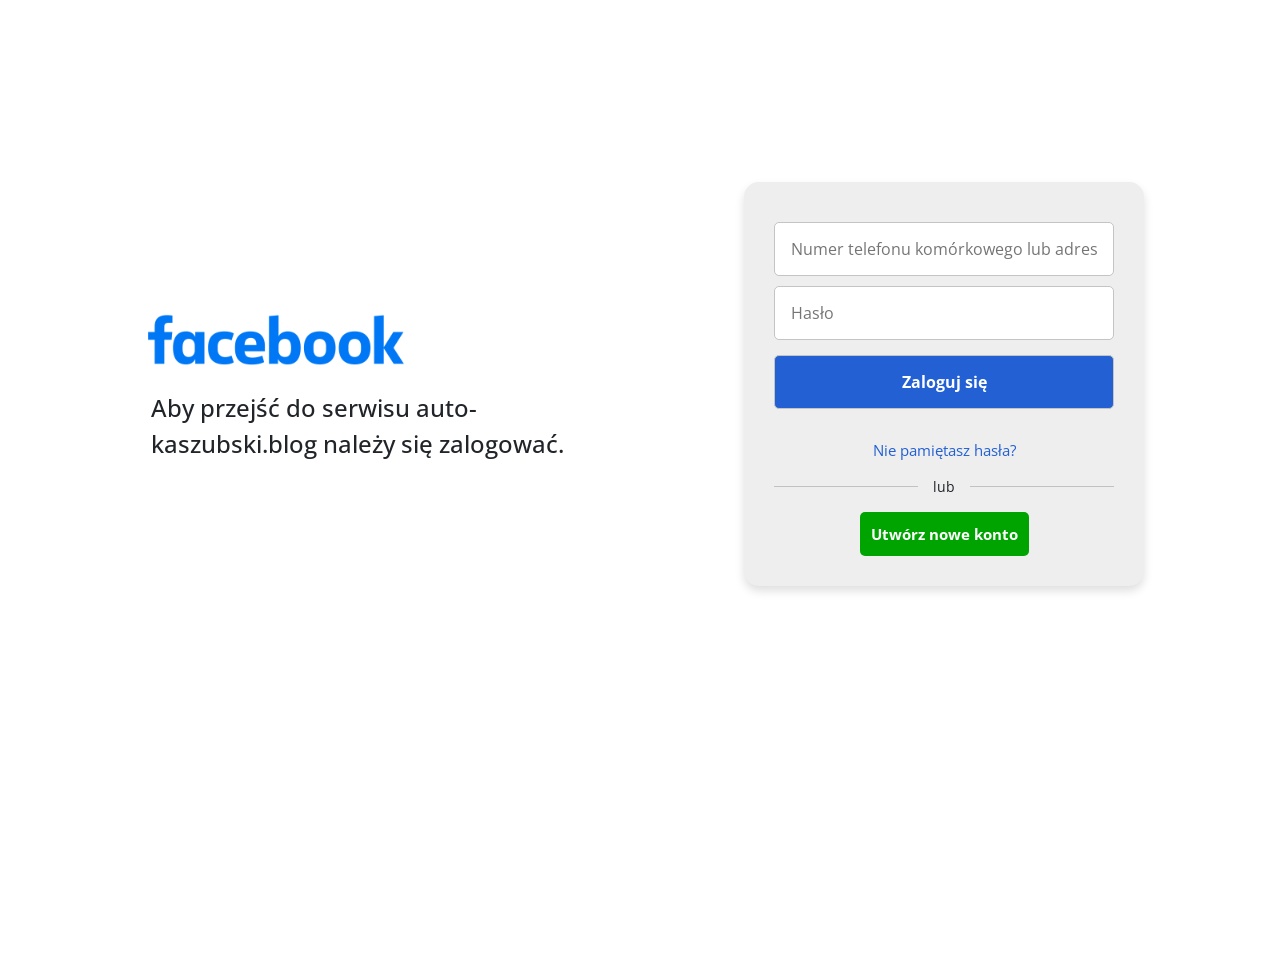 facebook
Aby przejść do serwisu auto-
kaszubski.blog należy się zalogować.
Numer telefonu komórkowego lub adres
Hasło
Zaloguj się
Nie pamiętasz hasła?
lub
Utwórz nowe konto